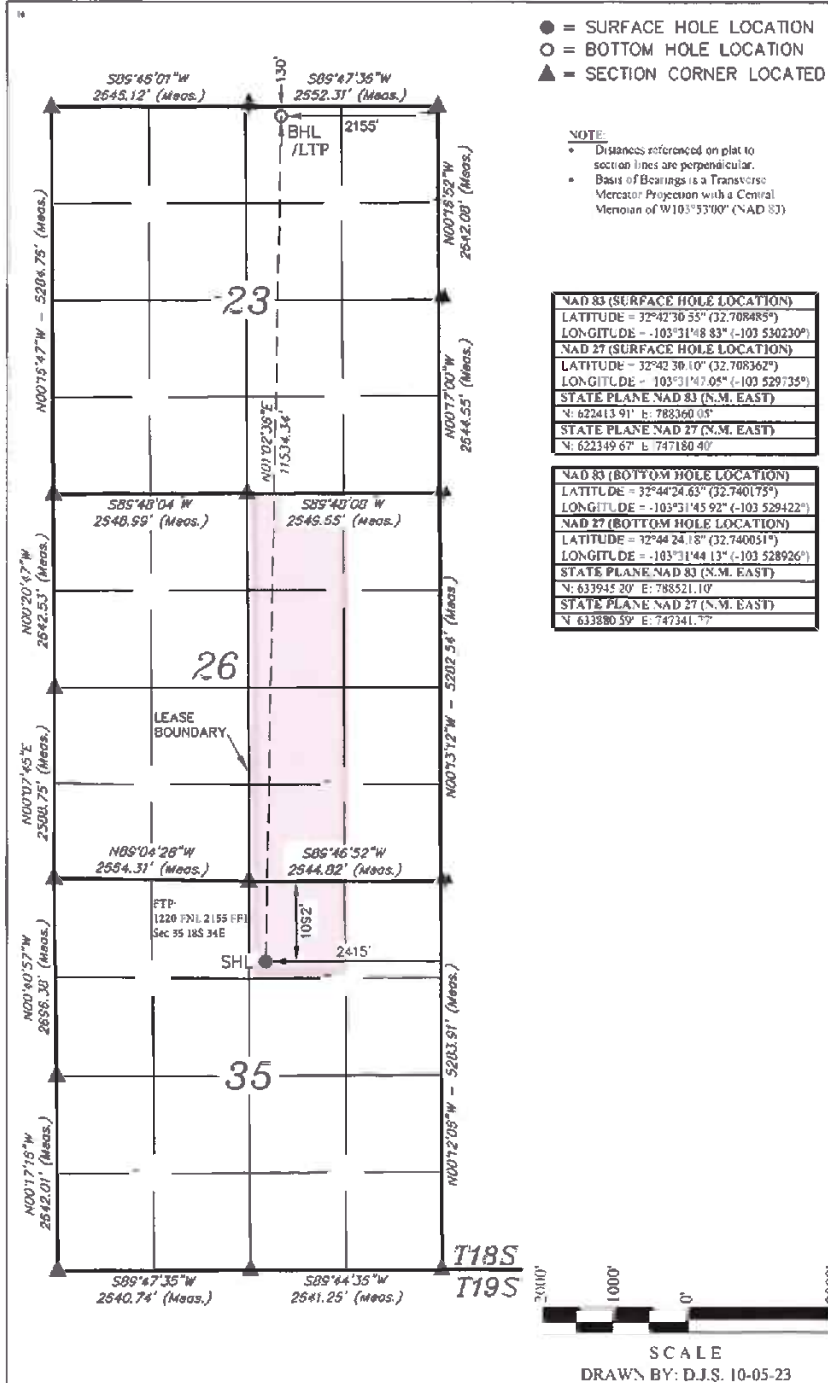 ● = SURFACE HOLE LOCATION
○ = BOTTOM HOLE LOCATION
▲ = SECTION CORNER LOCATED
NOTE:
• Distances referenced on plat to
section lines are perpendicular.
• Basis of Bearings is a Transverse
Mercator Projection with a Central
Meridian of W103°53'00" (NAD 83)
S89°45'01"W
2645.12' (Meas.)
130'
S89°47'36"W
2552.31' (Meas.)
BHL
/LTP
2155'
N00°15'47"W - 5284.75' (Meas.)
N00°16'52"W
2642.08' (Meas.)
23
N01°02'36"E
11534.34'
N00°17'00"W
2644.55' (Meas.)
NAD 83 (SURFACE HOLE LOCATION)
LATITUDE = 32°42'30.55" (32.708485°)
LONGITUDE = -103°31'48.83" (-103.530230°)
NAD 27 (SURFACE HOLE LOCATION)
LATITUDE = 32°42'30.10" (32.708362°)
LONGITUDE = -103°31'47.05" (-103.529735°)
STATE PLANE NAD 83 (N.M. EAST)
N: 622413.91' E: 788360.05'
STATE PLANE NAD 27 (N.M. EAST)
N: 622349.67' E: 747180.40'
NAD 83 (BOTTOM HOLE LOCATION)
LATITUDE = 32°44'24.63" (32.740175°)
LONGITUDE = -103°31'45.92" (-103.529422°)
NAD 27 (BOTTOM HOLE LOCATION)
LATITUDE = 32°44'24.18" (32.740051°)
LONGITUDE = -103°31'44.13" (-103.528926°)
STATE PLANE NAD 83 (N.M. EAST)
N: 633945.20' E: 788521.10'
STATE PLANE NAD 27 (N.M. EAST)
N: 633880.59' E: 747341.77'
S89°48'04"W
2548.99' (Meas.)
S89°48'08"W
2549.55' (Meas.)
N00°20'47"W
2642.53' (Meas.)
26
N00°13'12"W - 5282.54' (Meas.)
LEASE
BOUNDARY
N00°07'45"E
2588.75' (Meas.)
N89°04'28"W
2554.31' (Meas.)
S89°46'52"W
2544.82' (Meas.)
FTP:
1220 FNL 2155 FEL
Sec 35 18S 34E
1092'
SHL
2415'
N00°40'57"W
2696.38' (Meas.)
35
N00°12'08"W - 5283.91' (Meas.)
N00°17'18"W
2542.01' (Meas.)
S89°47'35"W
2640.74' (Meas.)
S89°44'35"W
2541.25' (Meas.)
T18S
T19S
2000'
1000'
0'
SCALE
DRAWN BY: D.J.S. 10-05-23